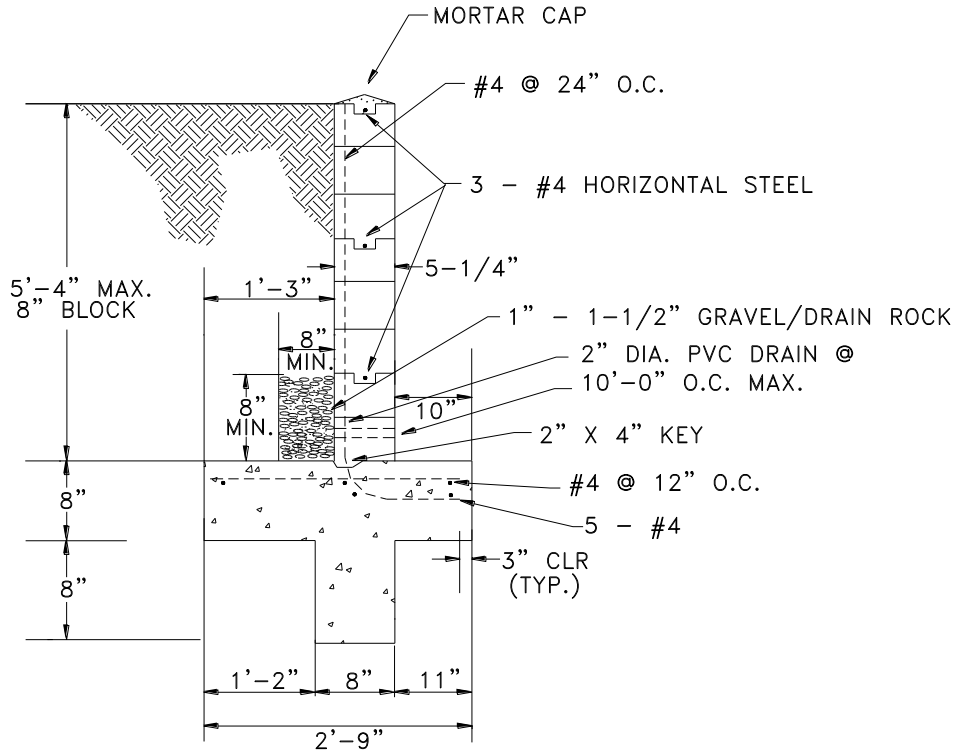 MORTAR CAP
#4 @ 24" O.C.
3 - #4 HORIZONTAL STEEL
5-1/4"
5'-4" MAX.
8" BLOCK
1'-3"
1" - 1-1/2" GRAVEL/DRAIN ROCK
8"
MIN.
2" DIA. PVC DRAIN @
10'-0" O.C. MAX.
8"
MIN.
10"
2" X 4" KEY
#4 @ 12" O.C.
8"
5 - #4
3" CLR
(TYP.)
8"
1'-2"
8"
11"
2'-9"